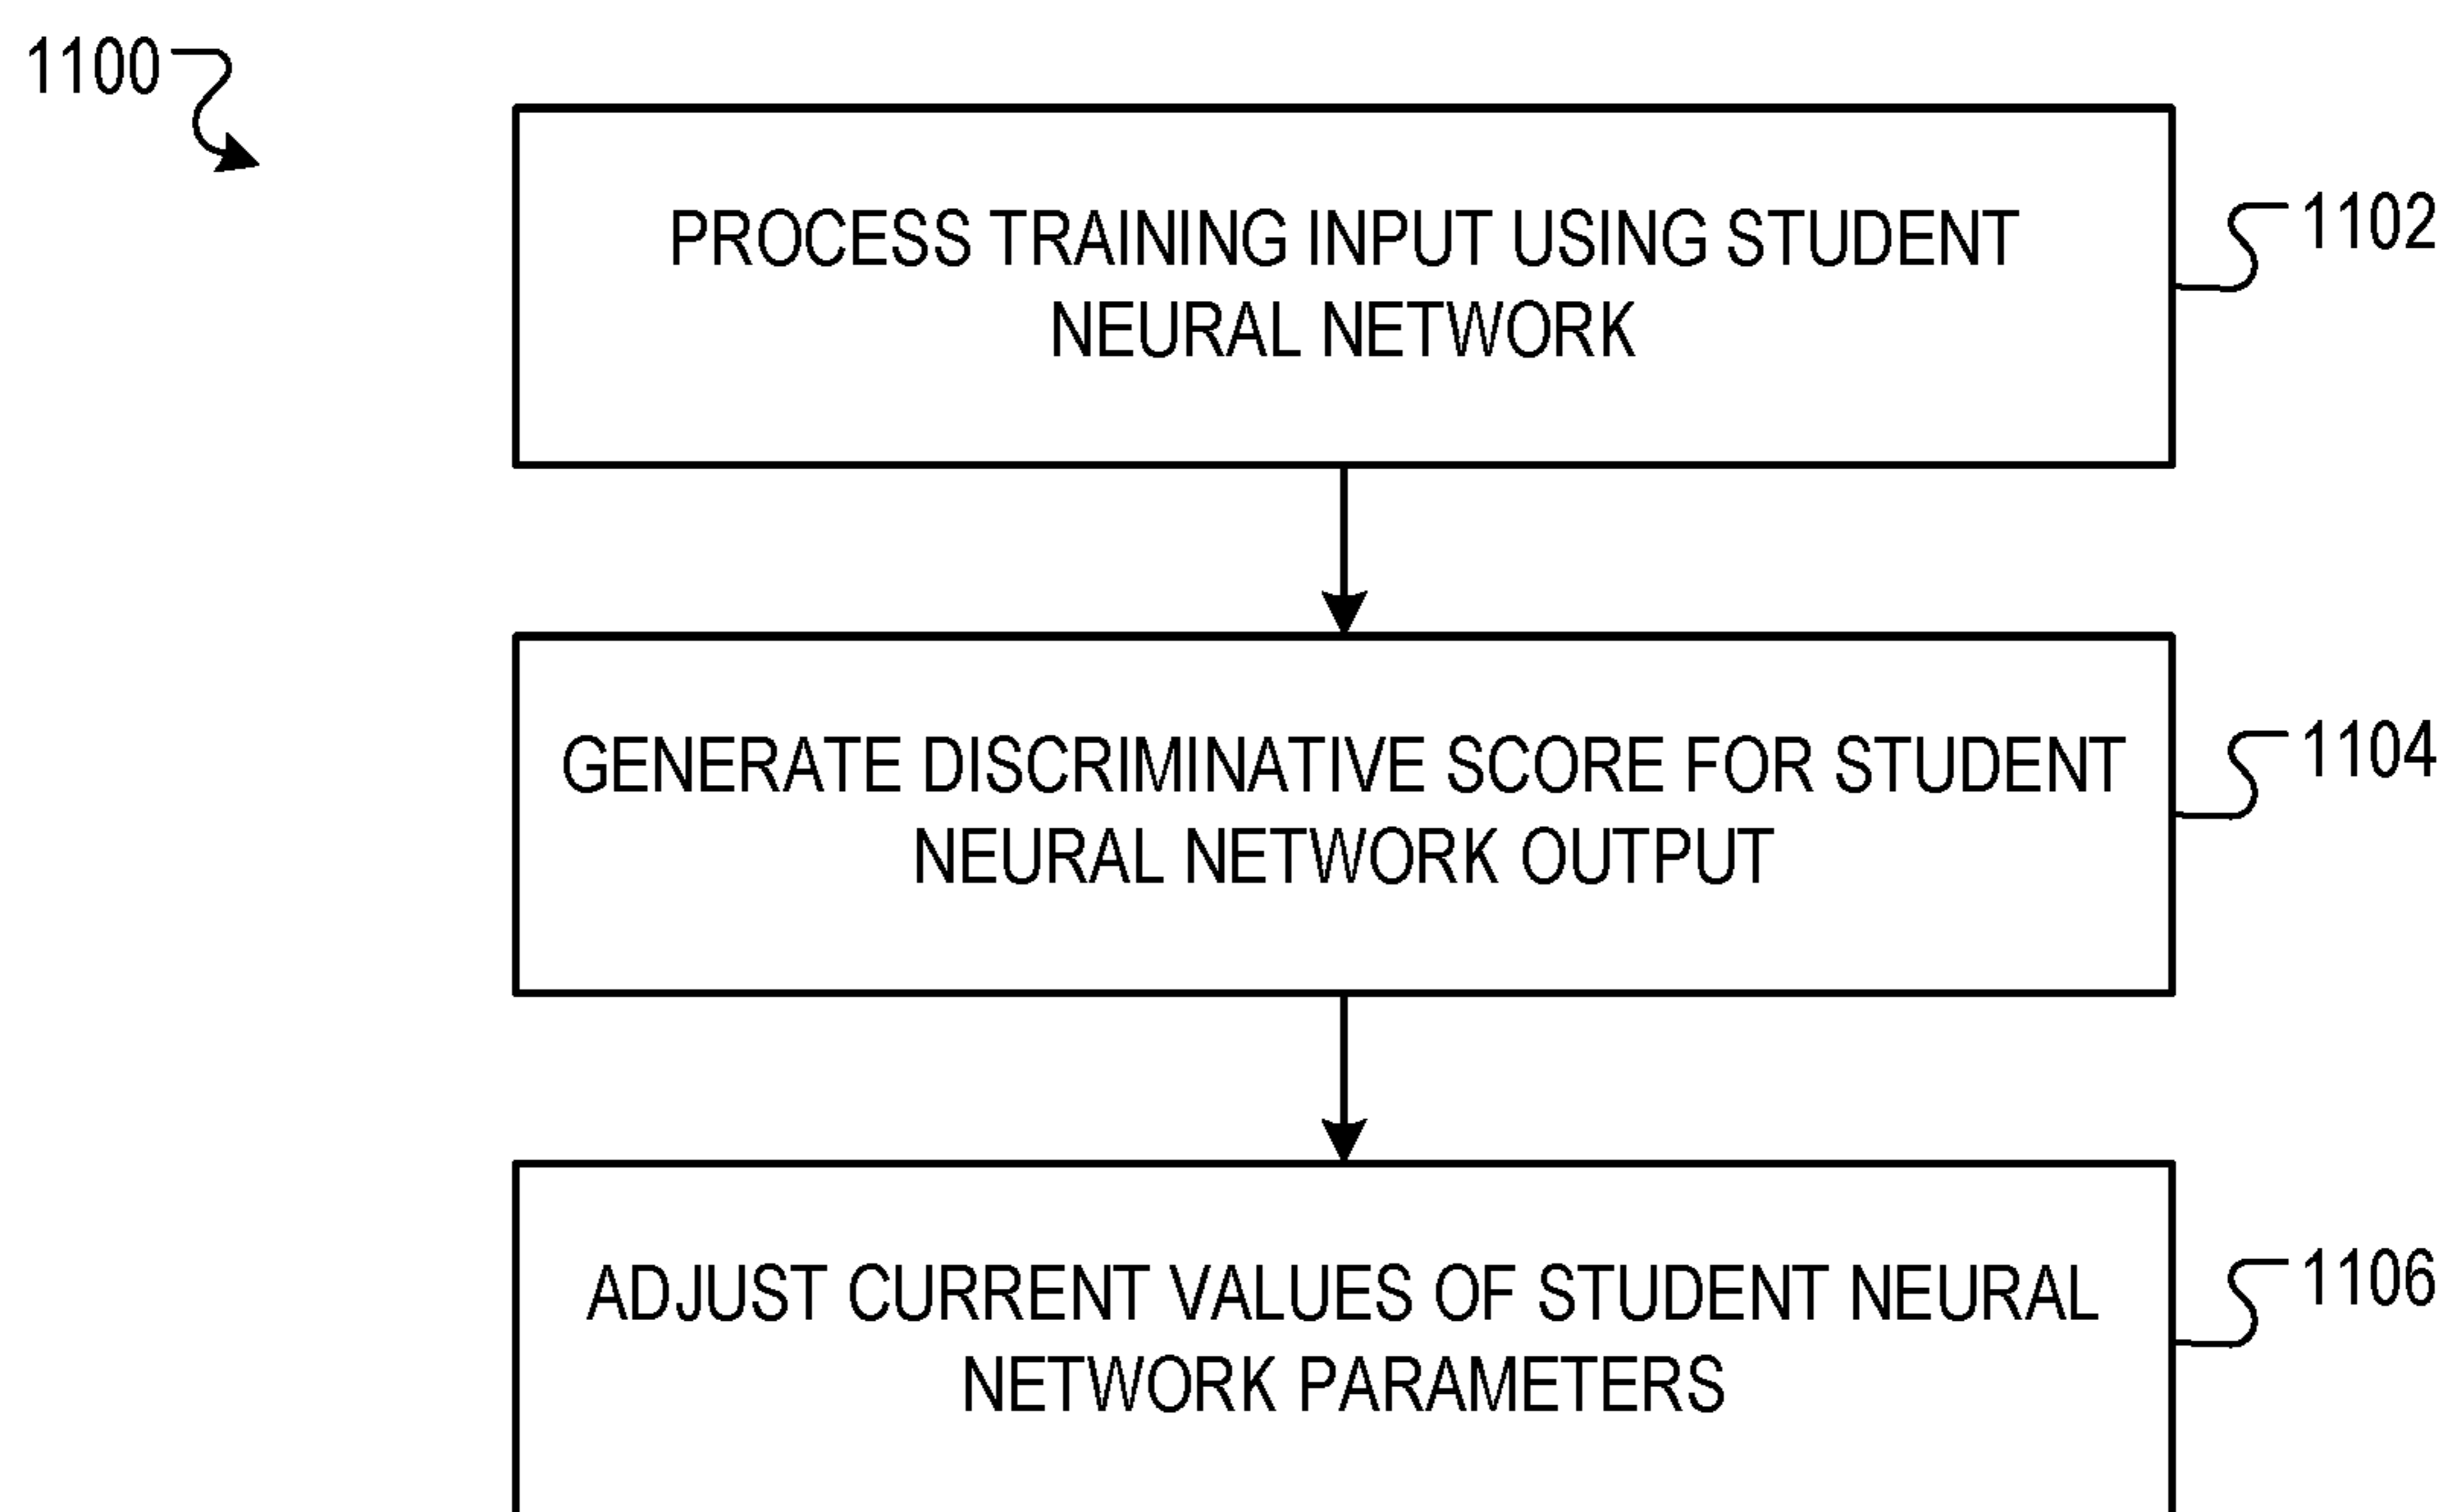 1100
PROCESS TRAINING INPUT USING STUDENT
NEURAL NETWORK
1102
GENERATE DISCRIMINATIVE SCORE FOR STUDENT
NEURAL NETWORK OUTPUT
1104
ADJUST CURRENT VALUES OF STUDENT NEURAL
NETWORK PARAMETERS
1106